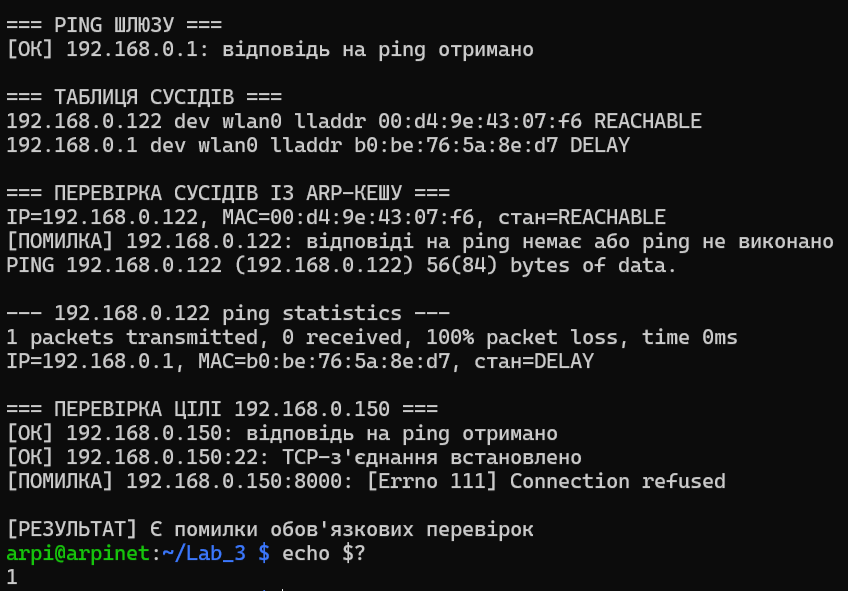 === PING ШЛЮЗУ ===
[ОК] 192.168.0.1: відповідь на ping отримано
=== ТАБЛИЦЯ СУСІДІВ ===
192.168.0.122 dev wlan0 lladdr 00:d4:9e:43:07:f6 REACHABLE
192.168.0.1 dev wlan0 lladdr b0:be:76:5a:8e:d7 DELAY
=== ПЕРЕВІРКА СУСІДІВ ІЗ ARP-КЕШУ ===
IP=192.168.0.122, MAC=00:d4:9e:43:07:f6, стан=REACHABLE
[ПОМИЛКА] 192.168.0.122: відповіді на ping немає або ping не виконано
PING 192.168.0.122 (192.168.0.122) 56(84) bytes of data.
--- 192.168.0.122 ping statistics ---
1 packets transmitted, 0 received, 100% packet loss, time 0ms
IP=192.168.0.1, MAC=b0:be:76:5a:8e:d7, стан=DELAY
=== ПЕРЕВІРКА ЦІЛІ 192.168.0.150 ===
[ОК] 192.168.0.150: відповідь на ping отримано
[ОК] 192.168.0.150:22: TCP-з'єднання встановлено
[ПОМИЛКА] 192.168.0.150:8000: [Errno 111] Connection refused
[РЕЗУЛЬТАТ] Є помилки обов'язкових перевірок
arpi@arpinet:~/Lab_3 $ echo $?
1